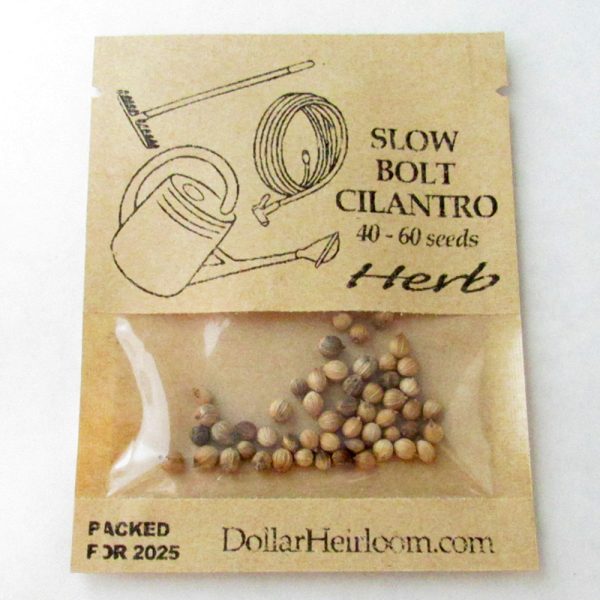 SLOW
BOLT
CILANTRO
40 - 60 seeds
Herb
PACKED
FOR 2025
DollarHeirloom.com